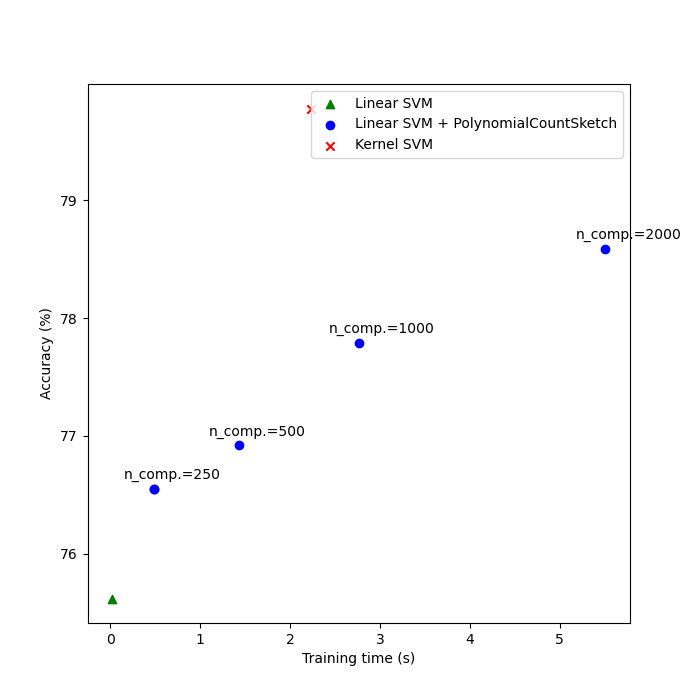 Linear SVM
Linear SVM + PolynomialCountSketch
Kernel SVM
79
n_comp.=2000
78
n_comp.=1000
77
n_comp.=500
n_comp.=250
76
Accuracy (%)
0 1 2 3 4 5
Training time (s)